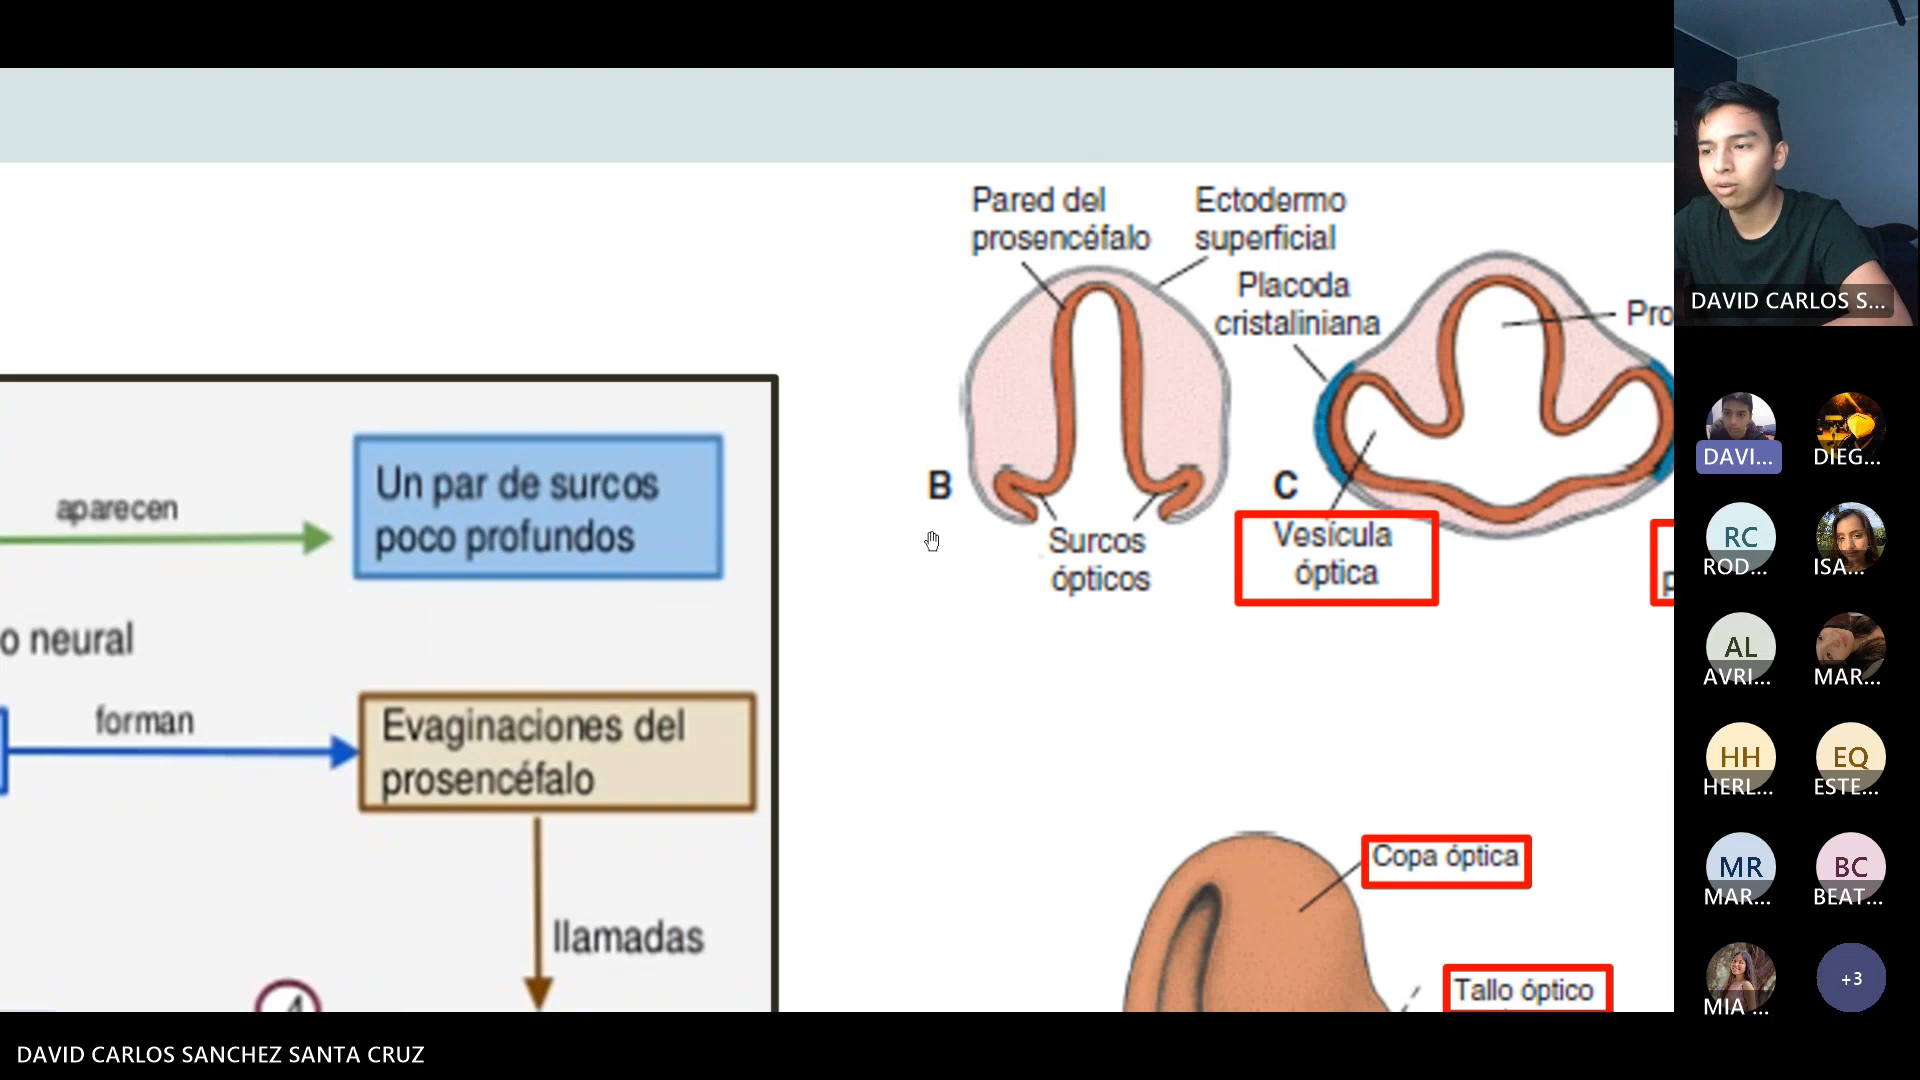 Pared del
prosencéfalo
Ectodermo
superficial
Placoda
cristaliniana
Pro
B
C
Surcos
ópticos
Vesícula
óptica
aparecen
Un par de surcos
poco profundos
o neural
forman
Evaginaciones del
prosencéfalo
llamadas
4
Copa óptica
Tallo óptico
DAVID CARLOS S...
DAVI...
DIEG...
RC
ROD...
ISA...
AL
AVRI...
MAR...
HH
HERL...
EQ
ESTE...
MR
MAR...
BC
BEAT...
MIA ...
+3
DAVID CARLOS SANCHEZ SANTA CRUZ